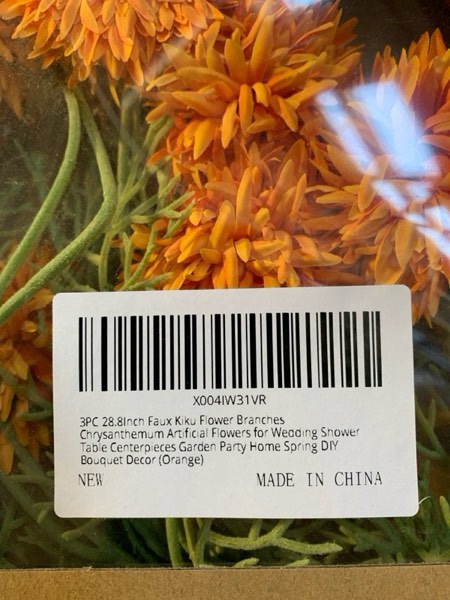 X004IW31VR
3PC 28.8Inch Faux Kiku Flower Branches
Chrysanthemum Artificial Flowers for Wedding Shower
Table Centerpieces Garden Party Home Spring DIY
Bouquet Decor (Orange)
NEW MADE IN CHINA